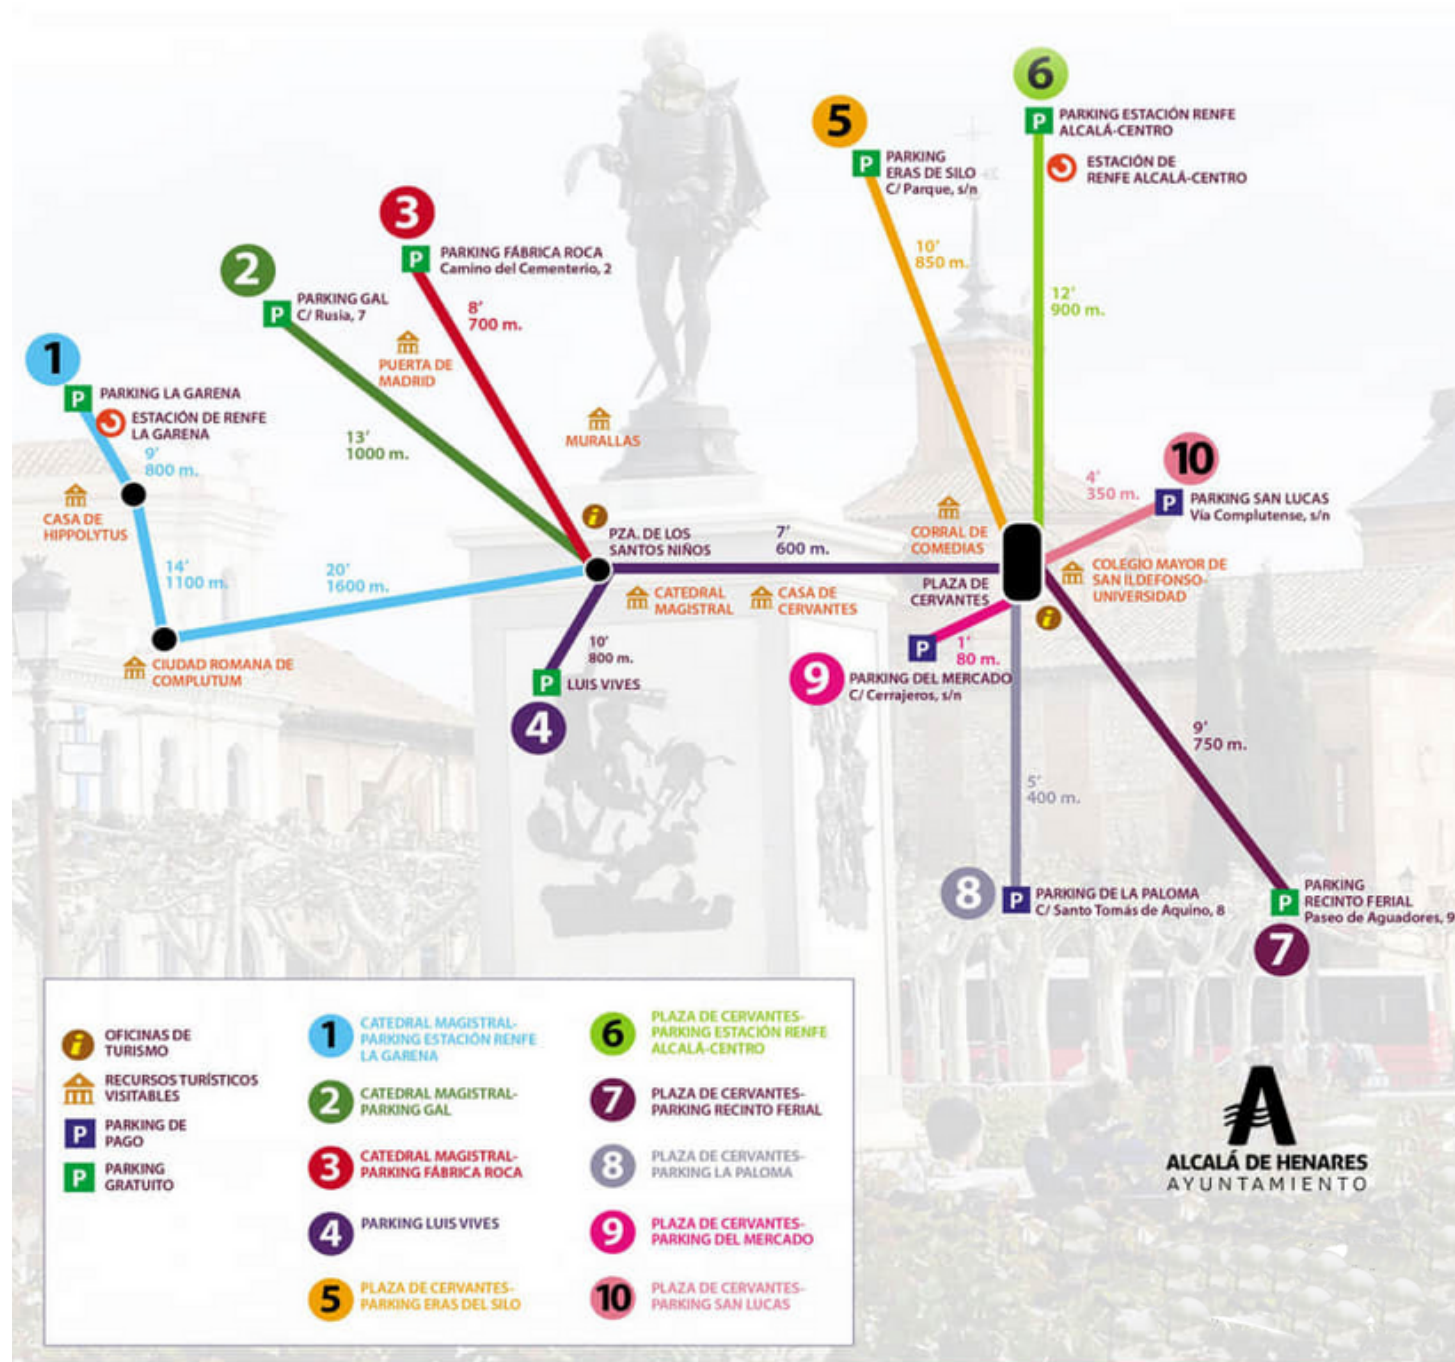 6
PARKING ESTACIÓN RENFE
ALCALÁ-CENTRO
ESTACIÓN DE
RENFE ALCALÁ-CENTRO
12'
900 m.
5
PARKING
ERAS DE SILO
C/ Parque, s/n
10'
850 m.
3
PARKING FÁBRICA ROCA
Camino del Cementerio, 2
8'
700 m.
2
PARKING GAL
C/ Rusia, 7
13'
1000 m.
PUERTA DE
MADRID
MURALLAS
1
PARKING LA GARENA
ESTACIÓN DE RENFE
LA GARENA
9'
800 m.
CASA DE
HIPPOLYTUS
14'
1100 m.
20'
1600 m.
CIUDAD ROMANA DE
COMPLUTUM
PZA. DE LOS
SANTOS NIÑOS
7'
600 m.
CATEDRAL
MAGISTRAL
CASA DE
CERVANTES
CORRAL DE
COMEDIAS
PLAZA DE
CERVANTES
10
4'
350 m.
PARKING SAN LUCAS
Vía Complutense, s/n
COLEGIO MAYOR DE
SAN ILDEFONSO-
UNIVERSIDAD
10'
800 m.
P LUIS VIVES
4
1'
80 m.
9
PARKING DEL MERCADO
C/ Cerrajeros, s/n
9'
750 m.
5'
400 m.
8
PARKING DE LA PALOMA
C/ Santo Tomás de Aquino, 8
PARKING
RECINTO FERIAL
Paseo de Aguadores, 9
7
OFICINAS DE
TURISMO
RECURSOS TURÍSTICOS
VISITABLES
P PARKING DE
PAGO
P PARKING
GRATUITO
1 CATEDRAL MAGISTRAL-
PARKING ESTACIÓN RENFE
LA GARENA
2 CATEDRAL MAGISTRAL-
PARKING GAL
3 CATEDRAL MAGISTRAL-
PARKING FÁBRICA ROCA
4 PARKING LUIS VIVES
5 PLAZA DE CERVANTES-
PARKING ERAS DEL SILO
6 PLAZA DE CERVANTES-
PARKING ESTACIÓN RENFE
ALCALÁ-CENTRO
7 PLAZA DE CERVANTES-
PARKING RECINTO FERIAL
8 PLAZA DE CERVANTES-
PARKING LA PALOMA
9 PLAZA DE CERVANTES-
PARKING DEL MERCADO
10 PLAZA DE CERVANTES-
PARKING SAN LUCAS
ALCALÁ DE HENARES
AYUNTAMIENTO